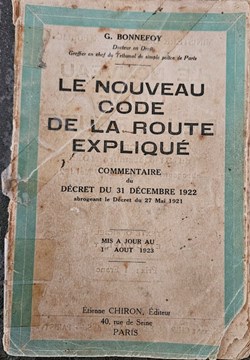 G. BONNEFOY
Docteur en Droit,
Greffier en chef du Tribunal de simple police de Paris
LE NOUVEAU
CODE
DE LA ROUTE
EXPLIQUÉ
COMMENTAIRE
du
DÉCRET DU 31 DÉCEMBRE 1922
abrogeant le Décret du 27 Mai 1921
MIS A JOUR AU
1er AOUT 1923
Étienne CHIRON, Éditeur
40, rue de Seine
PARIS